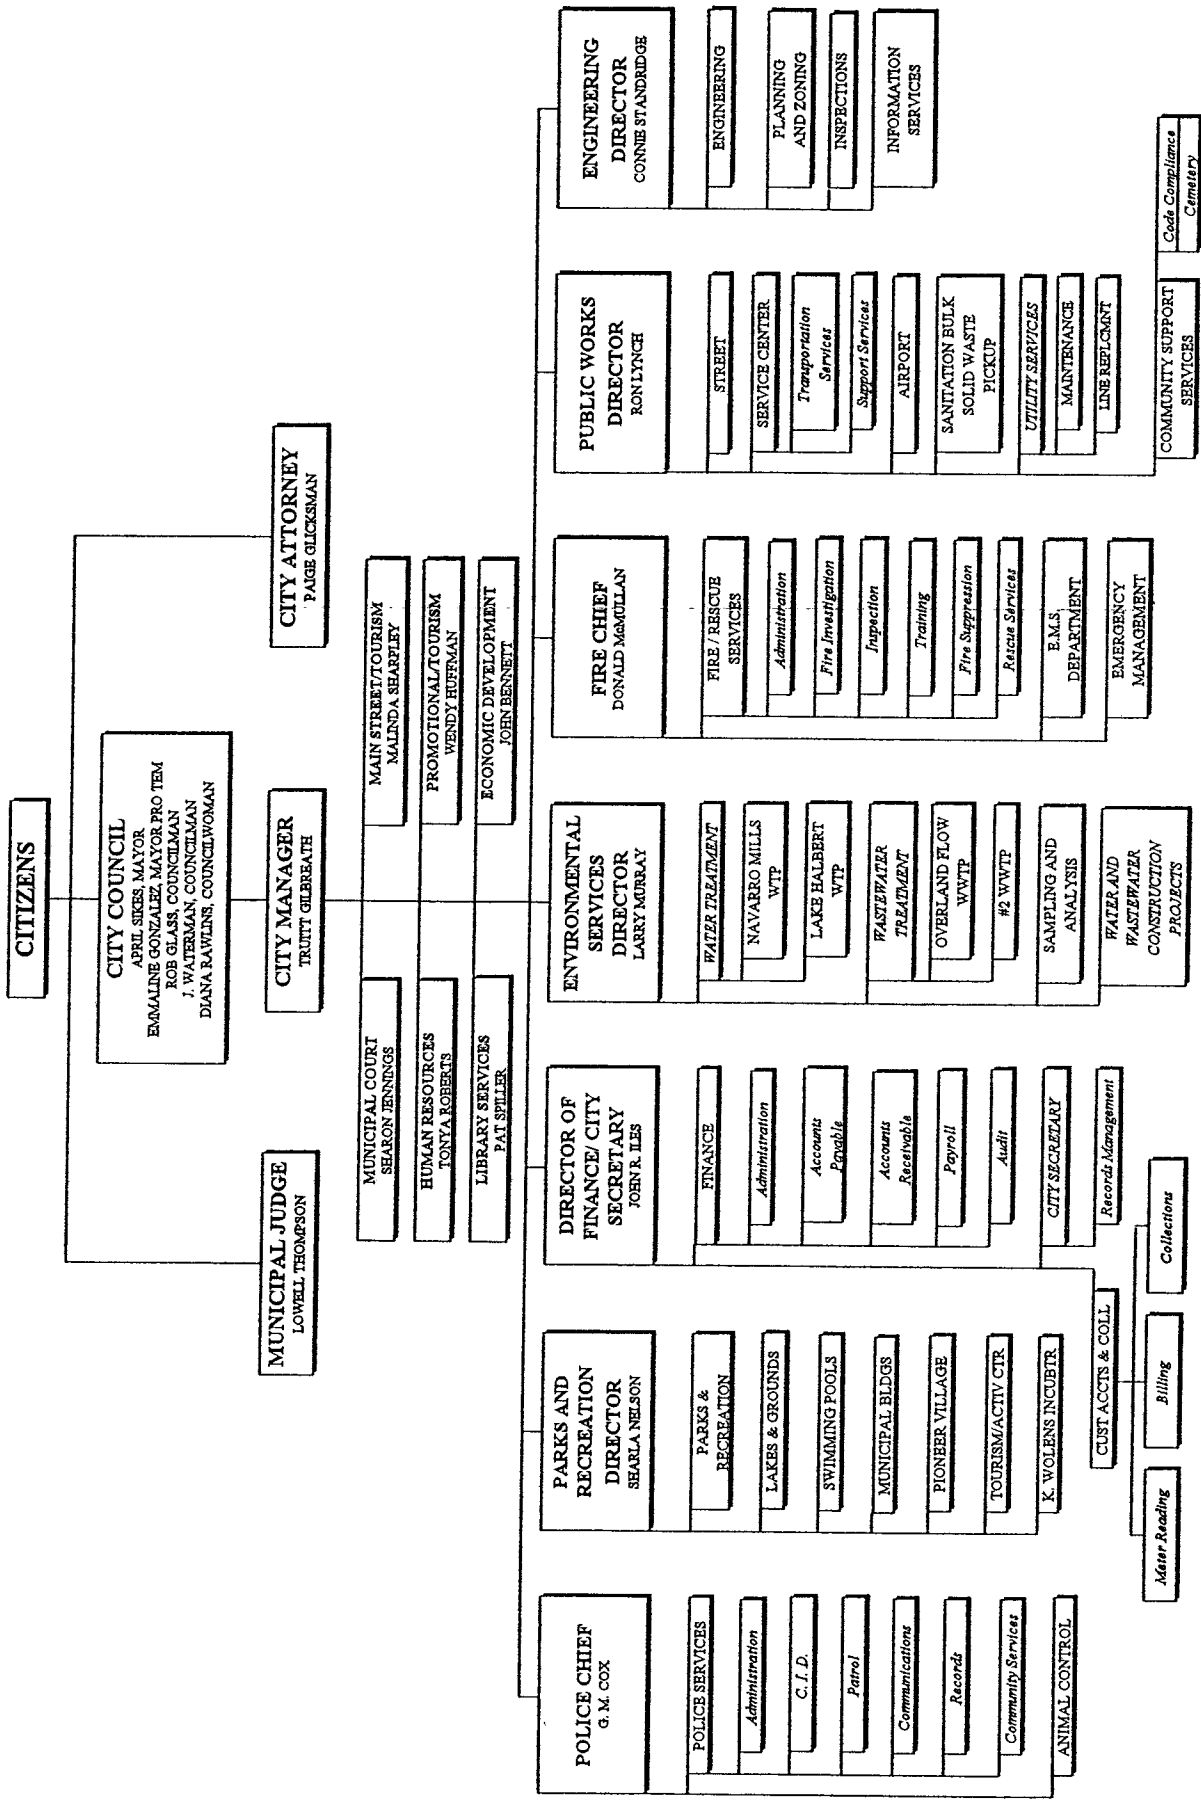 CITIZENS
CITY COUNCIL
APRIL SIKES, MAYOR
EMMALINE GONZALEZ, MAYOR PRO TEM
ROB GLASS, COUNCILMAN
J. WATERMAN, COUNCILMAN
DIANA RAWLINS, COUNCILWOMAN
MUNICIPAL JUDGE
LOWELL THOMPSON
CITY MANAGER
TRUITT GILBREATH
CITY ATTORNEY
PAIGE GLICKSMAN
MUNICIPAL COURT
SHARON JENNINGS
HUMAN RESOURCES
TONYA ROBERTS
LIBRARY SERVICES
PAT SPILLER
MAIN STREET/TOURISM
MALINDA SHARPLEY
PROMOTIONAL/TOURISM
WENDY HUFFMAN
ECONOMIC DEVELOPMENT
JOHN BENNETT
POLICE CHIEF
G. M. COX
POLICE SERVICES
Administration
C. I. D.
Patrol
Communications
Records
Community Services
ANIMAL CONTROL
PARKS AND
RECREATION
DIRECTOR
SHARLA NELSON
PARKS &
RECREATION
LAKES & GROUNDS
SWIMMING POOLS
MUNICIPAL BLDGS
PIONEER VILLAGE
TOURISM/ACTIV CTR
K. WOLENS INCUBTR
DIRECTOR OF
FINANCE/ CITY
SECRETARY
JOHN R. ILES
FINANCE
Administration
Accounts
Payable
Accounts
Receivable
Payroll
Audit
CITY SECRETARY
Records Management
CUST ACCTS & COLL
Meter Reading
Billing
Collections
ENVIRONMENTAL
SERVICES
DIRECTOR
LARRY MURRAY
WATER TREATMENT
NAVARRO MILLS
WTP
LAKE HALBERT
WTP
WASTEWATER
TREATMENT
OVERLAND FLOW
WWTP
#2 WWTP
SAMPLING AND
ANALYSIS
WATER AND
WASTEWATER
CONSTRUCTION
PROJECTS
FIRE CHIEF
DONALD McMULLAN
FIRE / RESCUE
SERVICES
Administration
Fire Investigation
Inspection
Training
Fire Suppression
Rescue Services
E.M.S.
DEPARTMENT
EMERGENCY
MANAGEMENT
PUBLIC WORKS
DIRECTOR
RON LYNCH
STREET
SERVICE CENTER
Transportation
Services
Support Services
AIRPORT
SANITATION BULK
SOLID WASTE
PICKUP
UTILITY SERVICES
MAINTENANCE
LINE REPLCMNT
COMMUNITY SUPPORT
SERVICES
Code Compliance
Cemetery
ENGINEERING
DIRECTOR
CONNIE STANDRIDGE
ENGINEERING
PLANNING
AND ZONING
INSPECTIONS
INFORMATION
SERVICES